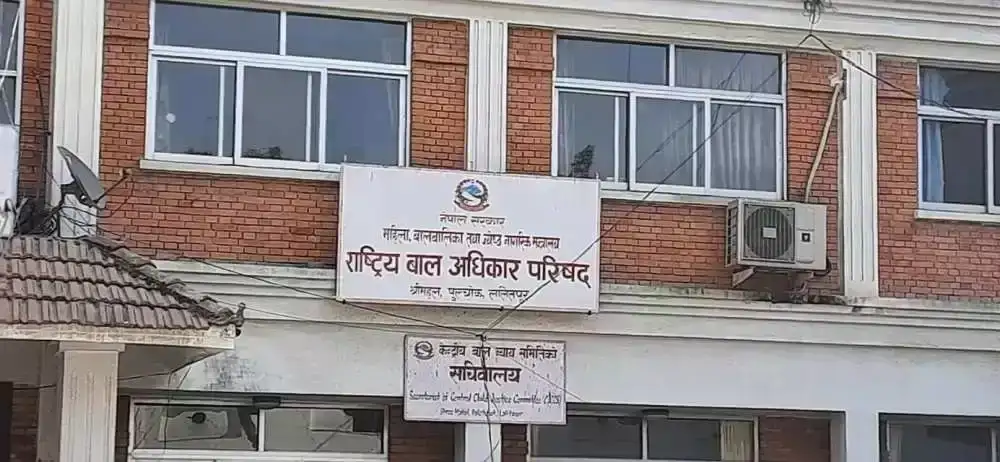 नेपाल सरकार
महिला, बालबालिका तथा ज्येष्ठ नागरिक मन्त्रालय
राष्ट्रिय बाल अधिकार परिषद
श्रीमहल, पुल्चोक, ललितपुर
केन्द्रीय बाल न्याय समितिको
सचिवालय
Secretariat of Central Child Justice Committee (CCJC)
Shree Mahal, Pulchowk, Lalitpur